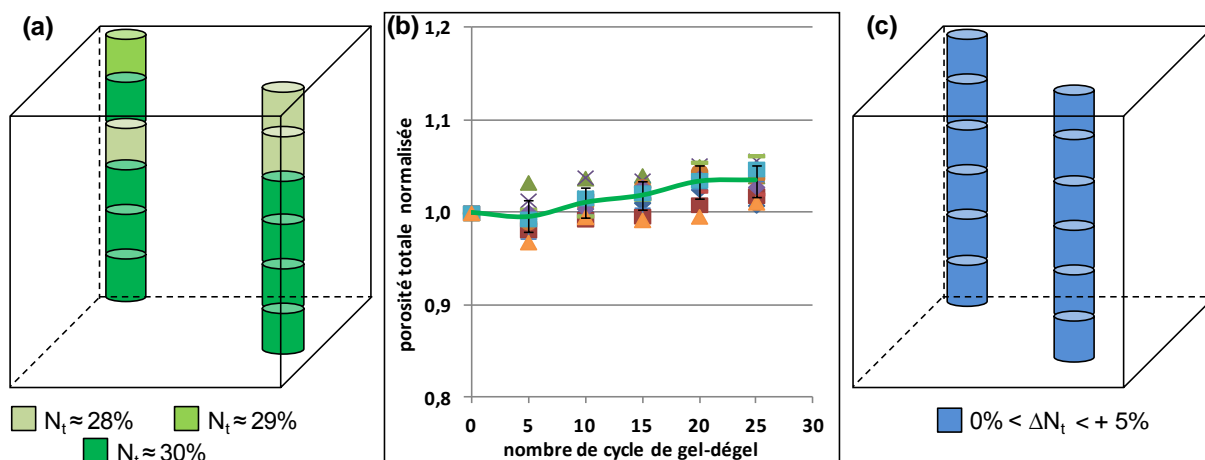 (a)
(b)
(c)
porosité totale normalisée
1,2
1,1
1,0
0,9
0,8
0 5 10 15 20 25 30
nombre de cycle de gel-dégel
Nt ≈ 28%
Nt ≈ 29%
Nt ≈ 30%
0% < ΔNt < + 5%